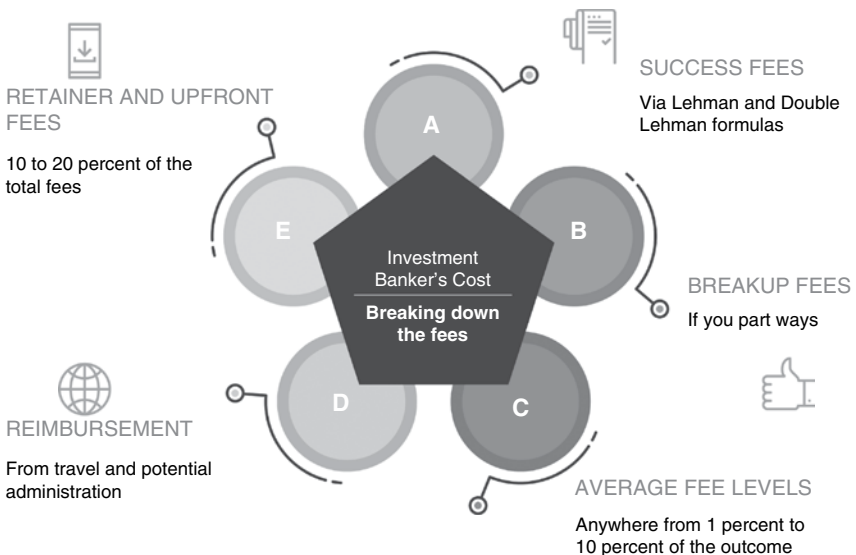 SUCCESS FEES
Via Lehman and Double
Lehman formulas
RETAINER AND UPFRONT
FEES
10 to 20 percent of the
total fees
A
E
B
Investment
Banker's Cost
Breaking down
the fees
BREAKUP FEES
If you part ways
D
C
REIMBURSEMENT
From travel and potential
administration
AVERAGE FEE LEVELS
Anywhere from 1 percent to
10 percent of the outcome